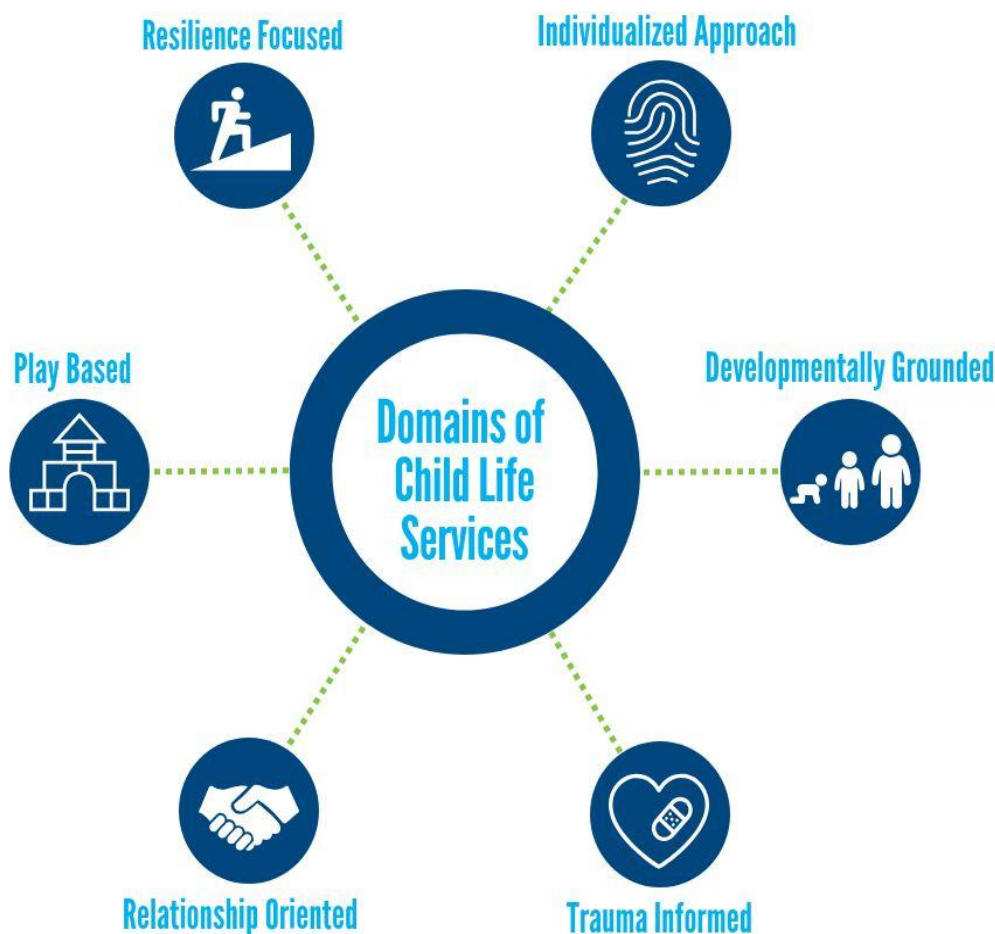 Resilience Focused
Individualized Approach
Play Based
Developmentally Grounded
Domains of
Child Life
Services
Relationship Oriented
Trauma Informed